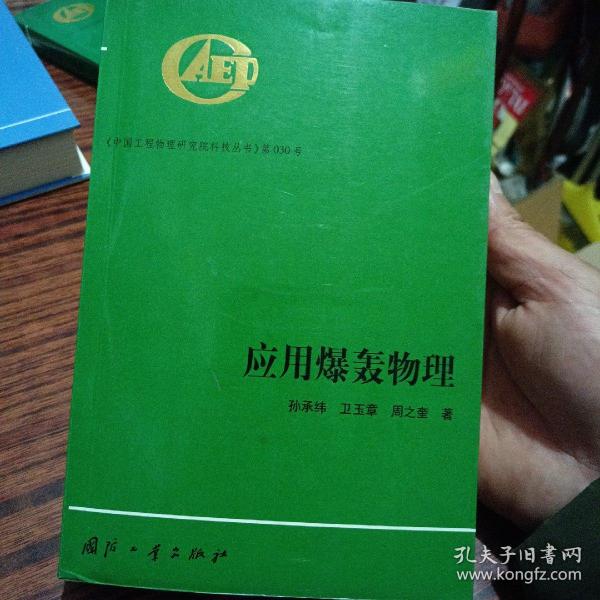 CAEP
《中国工程物理研究院科技丛书》第030号
应用爆轰物理
孙承纬 卫玉章 周之奎 著
国防工业出版社
孔夫子旧书网
www.kongfz.com